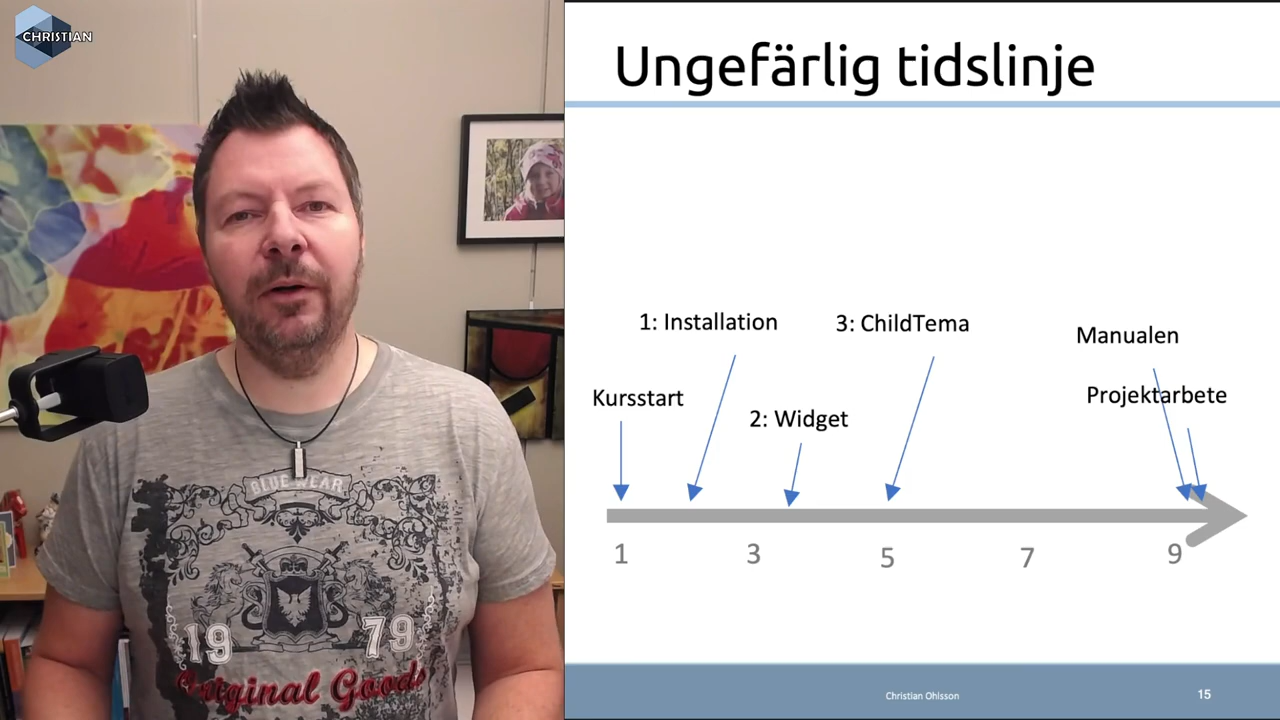 CHRISTIAN
BLUE WEAR
19 79
Original Goods
Ungefärlig tidslinje
1: Installation
3: ChildTema
Manualen
Kursstart
2: Widget
Projektarbete
1
3
5
7
9
Christian Ohlsson
15